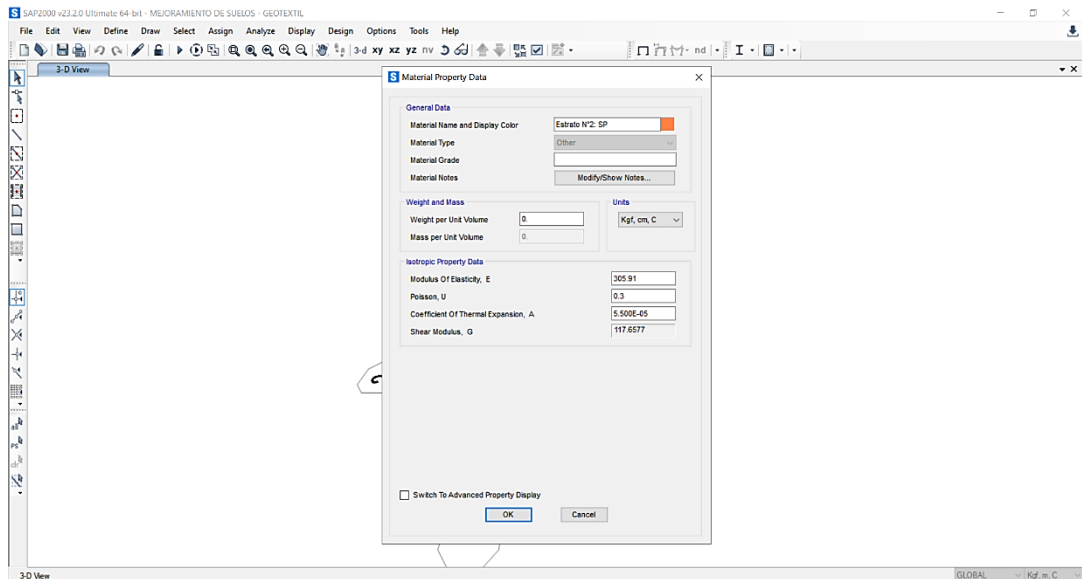 SAP2000 v23.2.0 Ultimate 64-bit - MEJORAMIENTO DE SUELOS - GEOTEXTIL
File Edit View Define Draw Select Assign Analyze Display Design Options Tools Help
3-d xy xz yz nv
nd
3-D View
Material Property Data
General Data
Material Name and Display Color Estrato N°2: SP
Material Type Other
Material Grade
Material Notes Modify/Show Notes...
Weight and Mass Units
Weight per Unit Volume 0. Kgf, cm, C
Mass per Unit Volume 0.
Isotropic Property Data
Modulus Of Elasticity, E 305.91
Poisson, U 0.3
Coefficient Of Thermal Expansion, A 5.500E-05
Shear Modulus, G 117.6577
Switch To Advanced Property Display
OK Cancel
all
PS
clr
3-D View GLOBAL Kgf, m, C